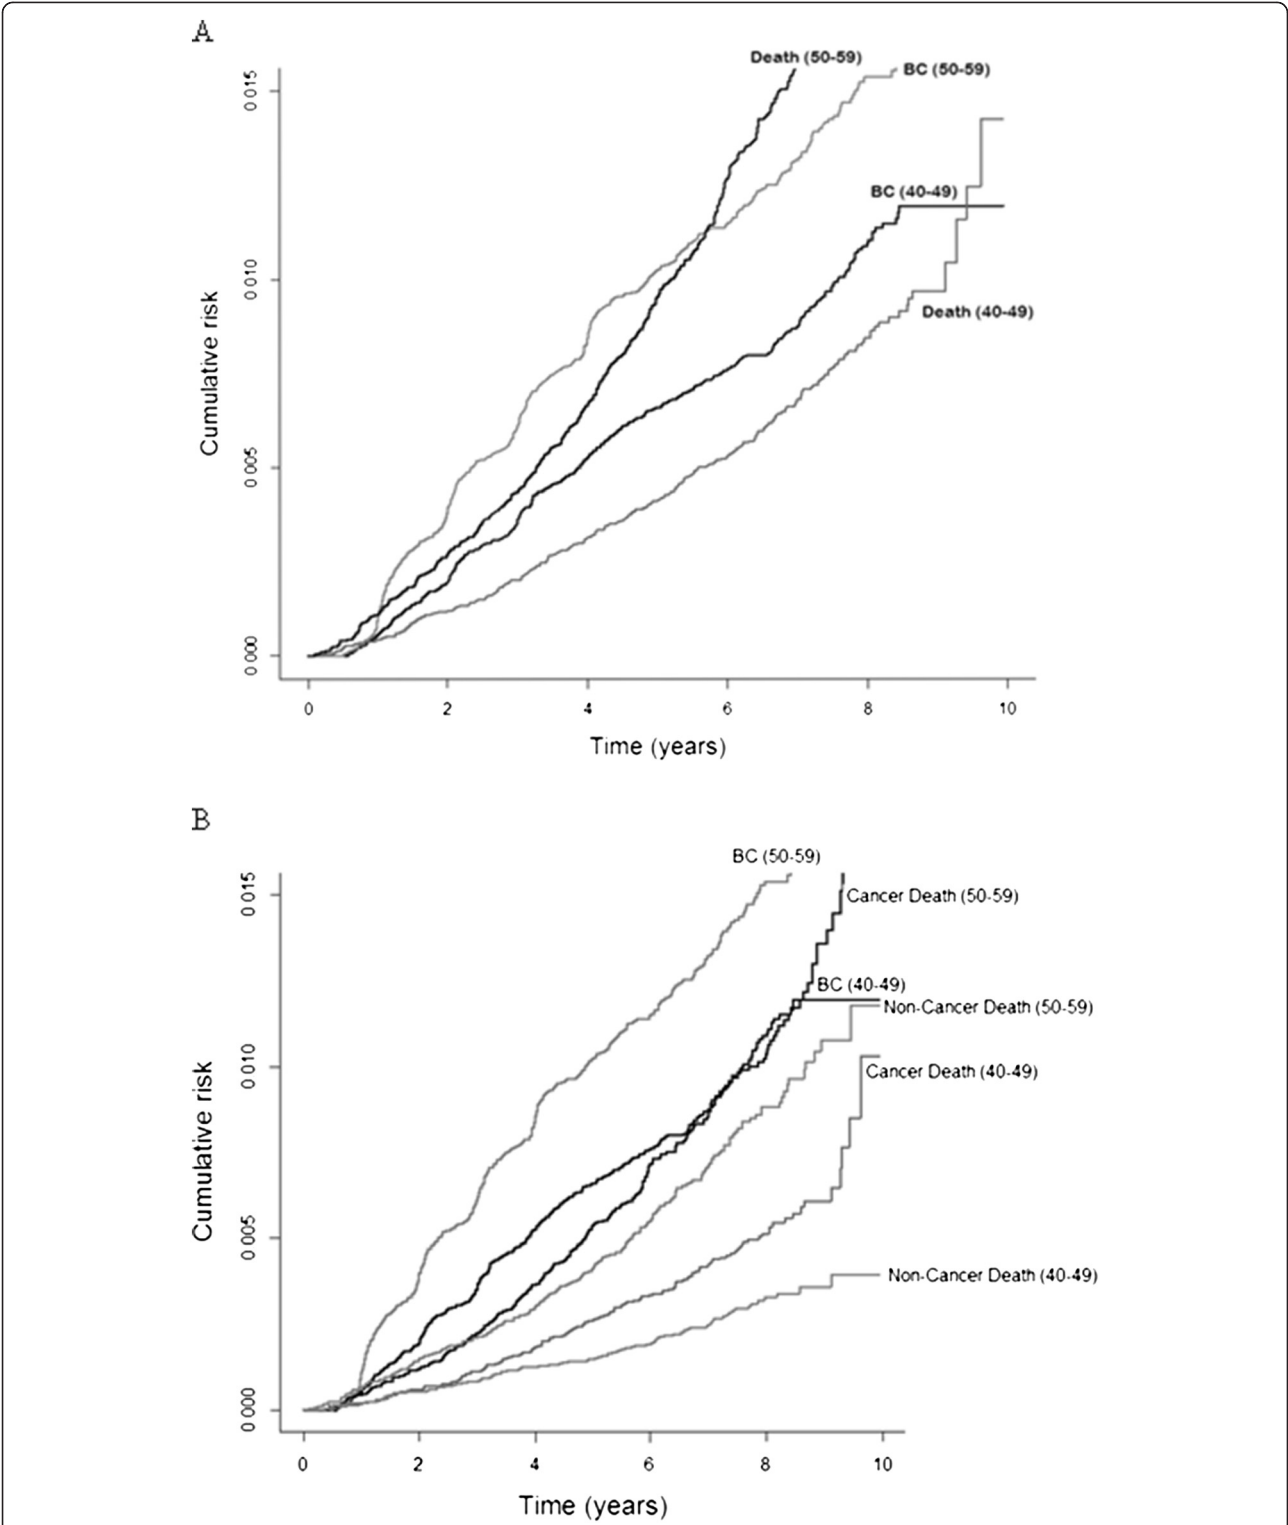 A
Death (50-59)
BC (50-59)
BC (40-49)
Death (40-49)
Cumulative risk
0.015
0.010
0.005
0.000
0 2 4 6 8 10
Time (years)
B
BC (50-59)
Cancer Death (50-59)
BC (40-49)
Non-Cancer Death (50-59)
Cancer Death (40-49)
Non-Cancer Death (40-49)
Cumulative risk
0.015
0.010
0.005
0.000
0 2 4 6 8 10
Time (years)